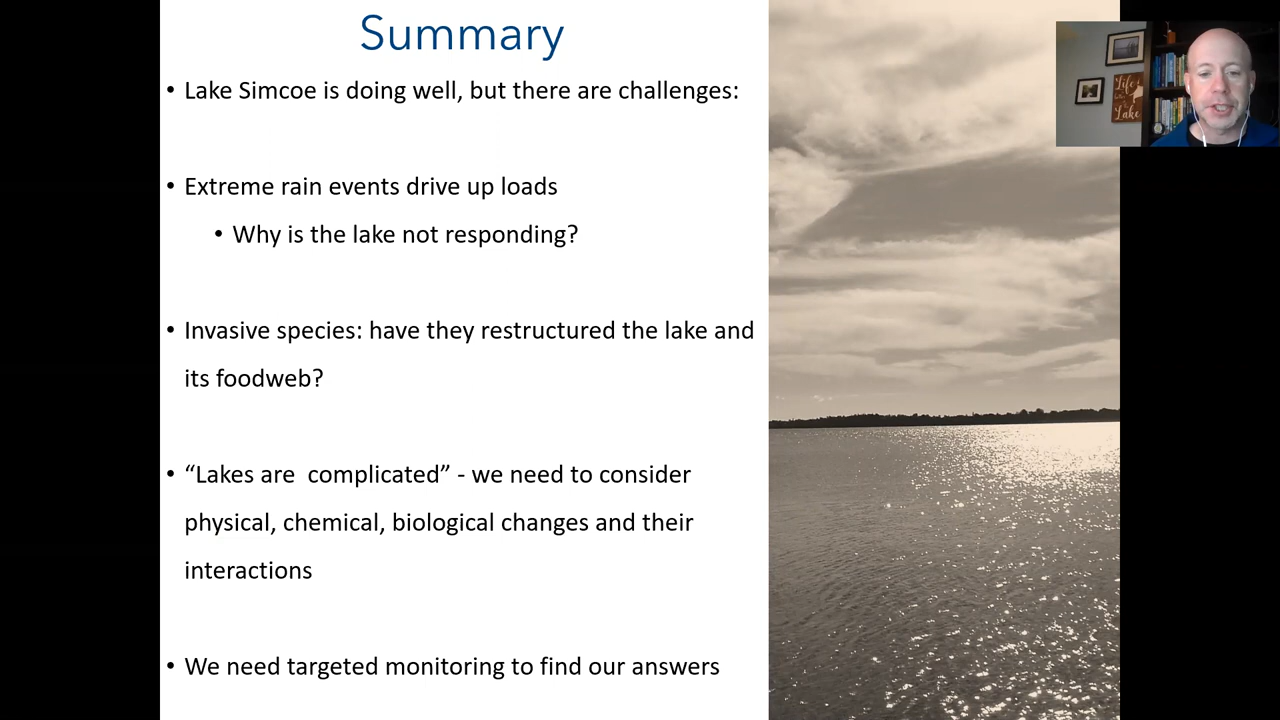 Summary
• Lake Simcoe is doing well, but there are challenges:
• Extreme rain events drive up loads
• Why is the lake not responding?
• Invasive species: have they restructured the lake and
its foodweb?
• “Lakes are  complicated” - we need to consider
physical, chemical, biological changes and their
interactions
• We need targeted monitoring to find our answers
Life
Lake